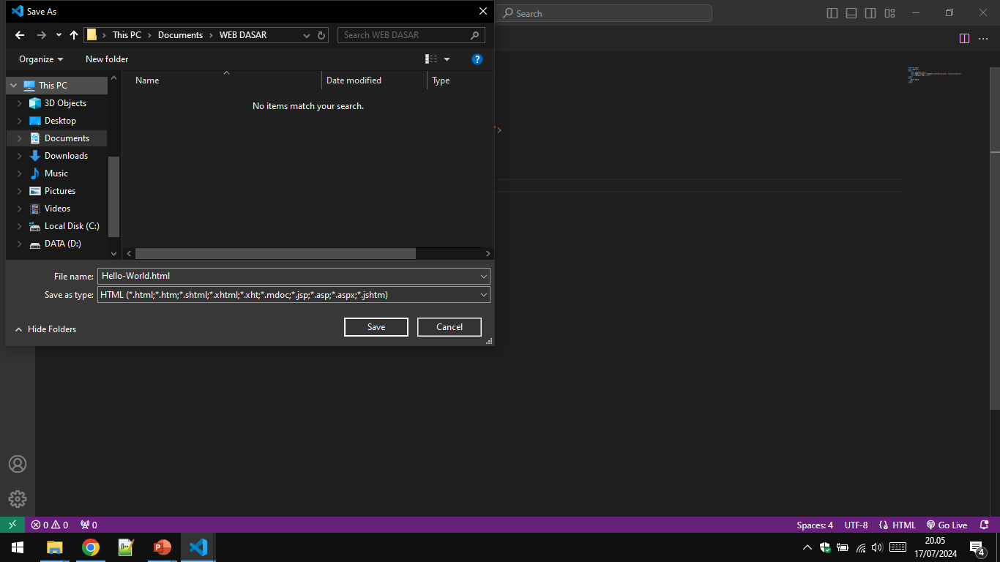 Save As
Search
This PC > Documents > WEB DASAR
Search WEB DASAR
Organize
New folder
Name
Date modified
Type
No items match your search.
This PC
3D Objects
Desktop
Documents
Downloads
Music
Pictures
Videos
Local Disk (C:)
DATA (D:)
File name: Hello-World.html
Save as type: HTML (*.html;*.htm;*.shtml;*.xhtml;*.xht;*.mdoc;*.jsp;*.asp;*.aspx;*.jshtm)
Hide Folders
Save
Cancel
>
0 0 0
Spaces: 4 UTF-8 HTML Go Live
20.05
17/07/2024
4